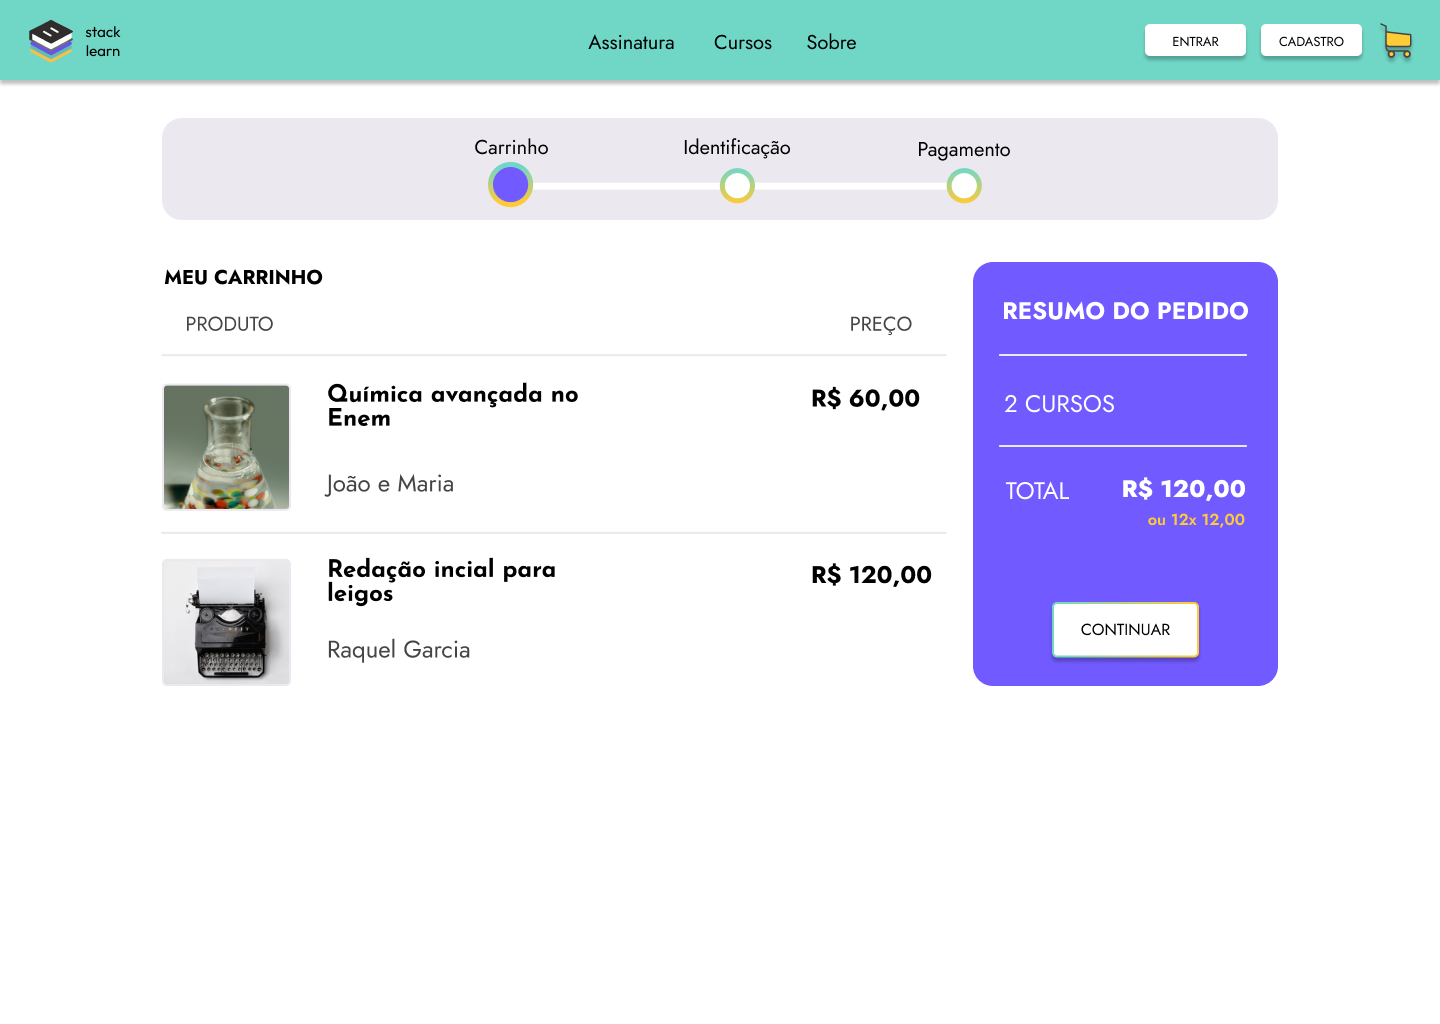 stack
learn
Assinatura
Cursos
Sobre
ENTRAR
CADASTRO
Carrinho
Identificação
Pagamento
MEU CARRINHO
PRODUTO
PREÇO
Química avançada no
Enem
R$ 60,00
João e Maria
Redação incial para
leigos
R$ 120,00
Raquel Garcia
RESUMO DO PEDIDO
2 CURSOS
TOTAL
R$ 120,00
ou 12x 12,00
CONTINUAR